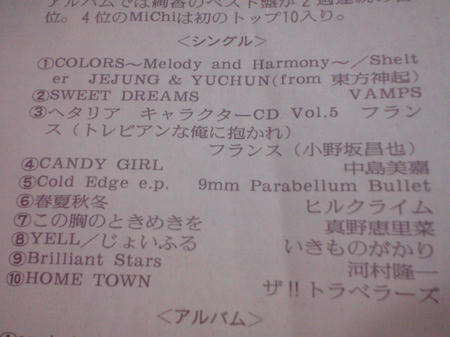 アルバムでは絢香のベスト盤が2週連続の首
位。4位のMiChiは初のトップ10入り。
<シングル>
①COLORS～Melody and Harmony～／Shelt
er JEJUNG & YUCHUN(from 東方神起)
②SWEET DREAMS VAMPS
③ヘタリア キャラクターCD Vol.5 フラン
ス（トレビアンな俺に抱かれ）
フランス（小野坂昌也）
④CANDY GIRL 中島美嘉
⑤Cold Edge e.p. 9mm Parabellum Bullet
⑥春夏秋冬 ヒルクライム
⑦この胸のときめきを 真野恵里菜
⑧YELL／じょいふる いきものがかり
⑨Brilliant Stars 河村隆一
⑩HOME TOWN ザ!!トラベラーズ
<アルバム>